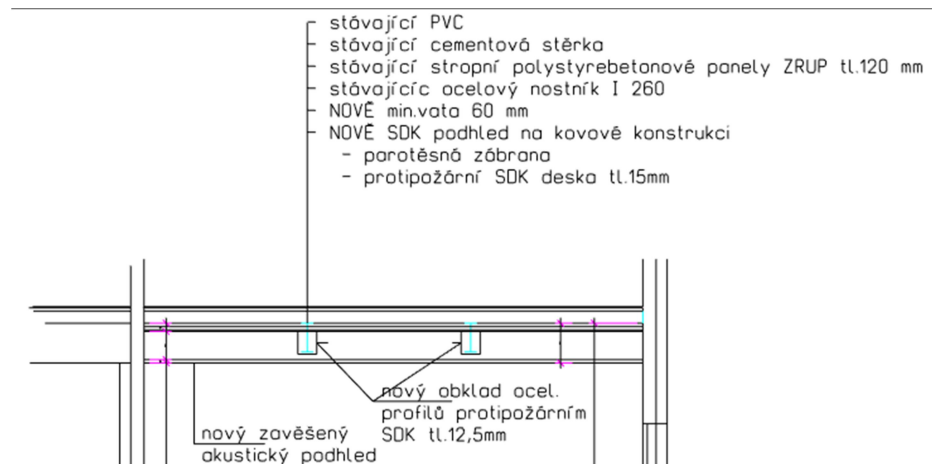 stávající PVC
stávající cementová stěrka
stávající stropní polystyrebetonové panely ZRUP tl.120 mm
stávajícíc ocelový nostník I 260
NOVĚ min.vata 60 mm
NOVĚ SDK podhled na kovové konstrukci
- parotěsná zábrana
- protipožární SDK deska tl.15mm
nový obklad ocel.
profilů protipožárním
SDK tl.12,5mm
nový zavěšený
akustický podhled